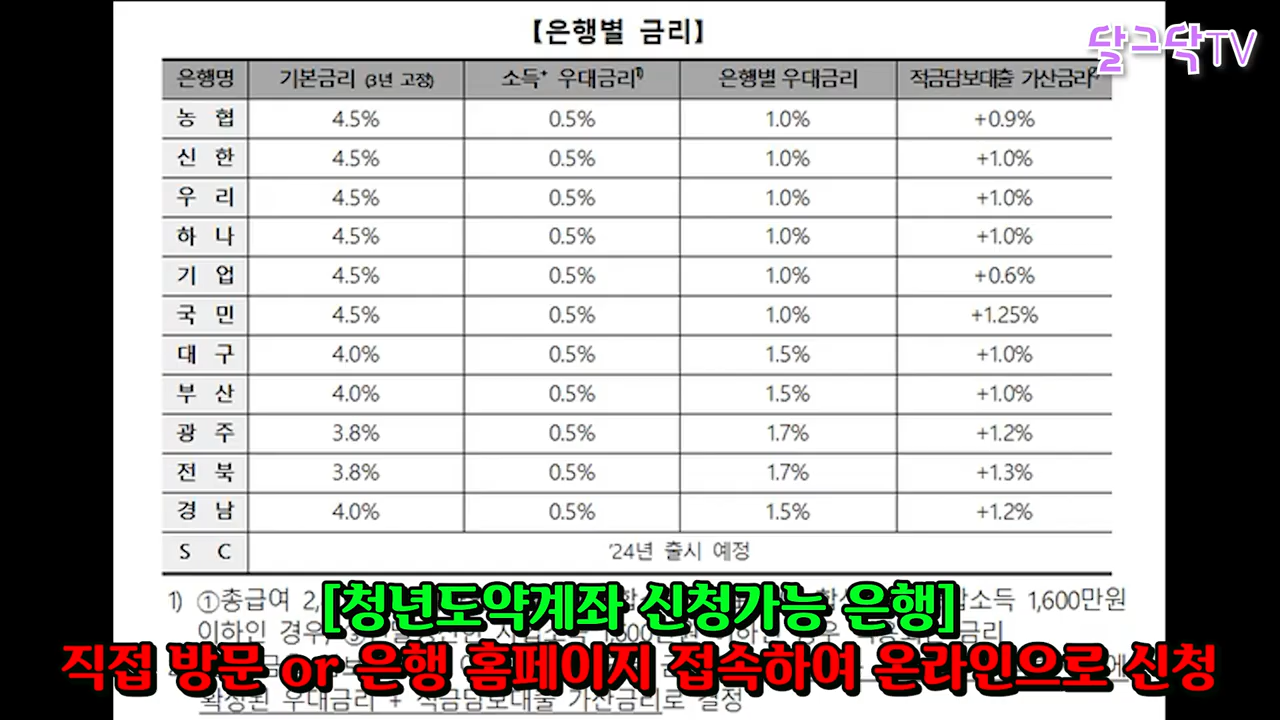 【은행별 금리】
달그닥TV
은행명 기본금리 (3년 고정) 소득+ 우대금리1) 은행별 우대금리 적금담보대출 가산금리
농 협 4.5% 0.5% 1.0% +0.9%
신 한 4.5% 0.5% 1.0% +1.0%
우 리 4.5% 0.5% 1.0% +1.0%
하 나 4.5% 0.5% 1.0% +1.0%
기 업 4.5% 0.5% 1.0% +0.6%
국 민 4.5% 0.5% 1.0% +1.25%
대 구 4.0% 0.5% 1.5% +1.0%
부 산 4.0% 0.5% 1.5% +1.0%
광 주 3.8% 0.5% 1.7% +1.2%
전 북 3.8% 0.5% 1.7% +1.3%
경 남 4.0% 0.5% 1.5% +1.2%
S C '24년 출시 예정
1) ①총급여 소득 1,600만원
[청년도약계좌 신청가능 은행]
이하인 경우, 이하인 경우 금리
직접 방문 or 은행 홈페이지 접속하여 온라인으로 신청
확정된 우대금리 + 적금담보대출 가산금리로 결정